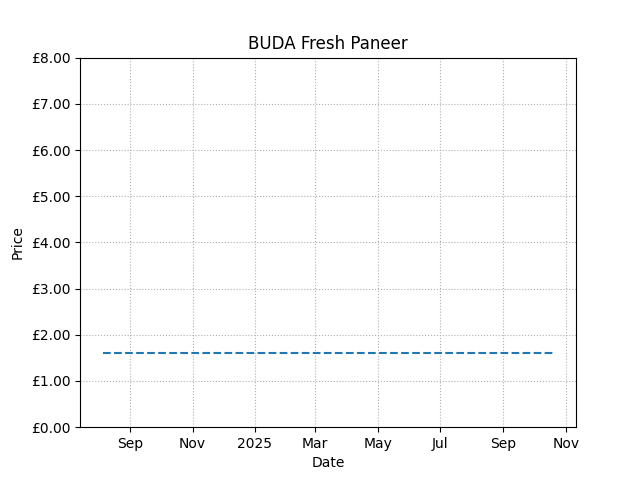 BUDA Fresh Paneer
£8.00
£7.00
£6.00
£5.00
£4.00
£3.00
£2.00
£1.00
£0.00
Price
Sep Nov 2025 Mar May Jul Sep Nov
Date